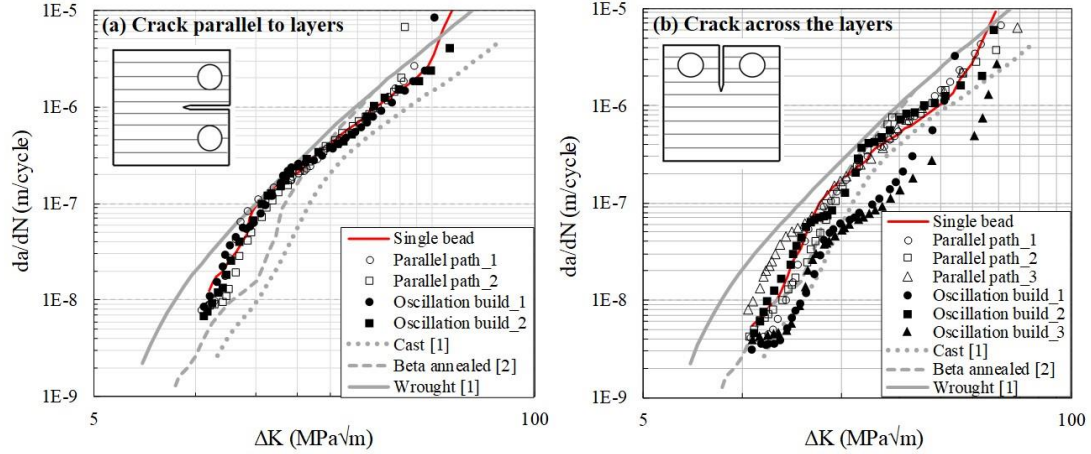 (a) Crack parallel to layers
1E-5
1E-6
1E-7
1E-8
1E-9
da/dN (m/cycle)
5
100
ΔK (MPa√m)
Single bead
Parallel path_1
Parallel path_2
Oscillation build_1
Oscillation build_2
Cast [1]
Beta annealed [2]
Wrought [1]
(b) Crack across the layers
1E-5
1E-6
1E-7
1E-8
1E-9
da/dN (m/cycle)
5
100
ΔK (MPa√m)
Single bead
Parallel path_1
Parallel path_2
Parallel path_3
Oscillation build_1
Oscillation build_2
Oscillation build_3
Cast [1]
Beta annealed [2]
Wrought [1]